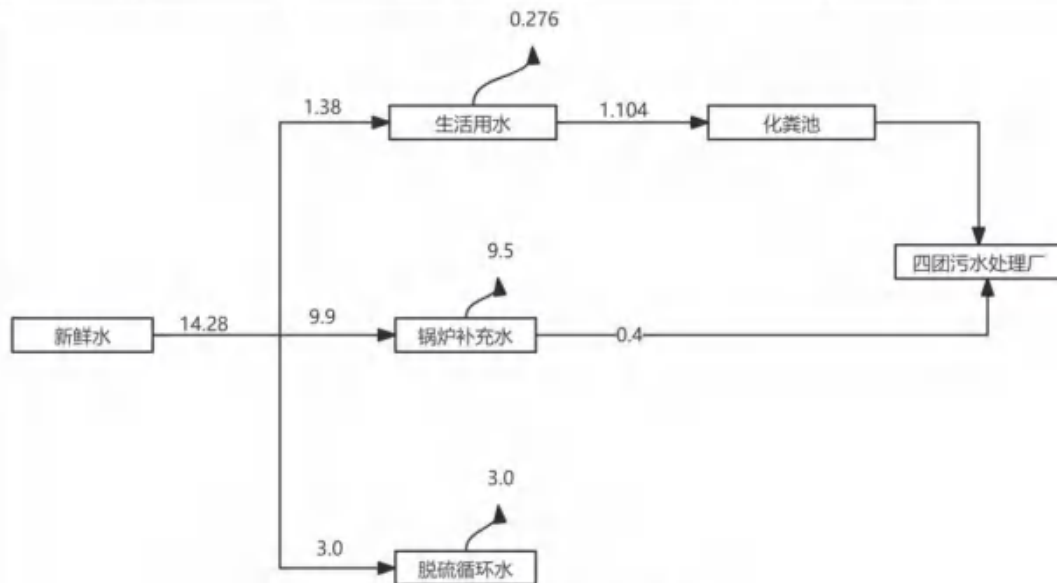 0.276
1.38
生活用水
1.104
化粪池
9.5
四团污水处理厂
新鲜水
14.28
9.9
锅炉补充水
0.4
3.0
3.0
脱硫循环水